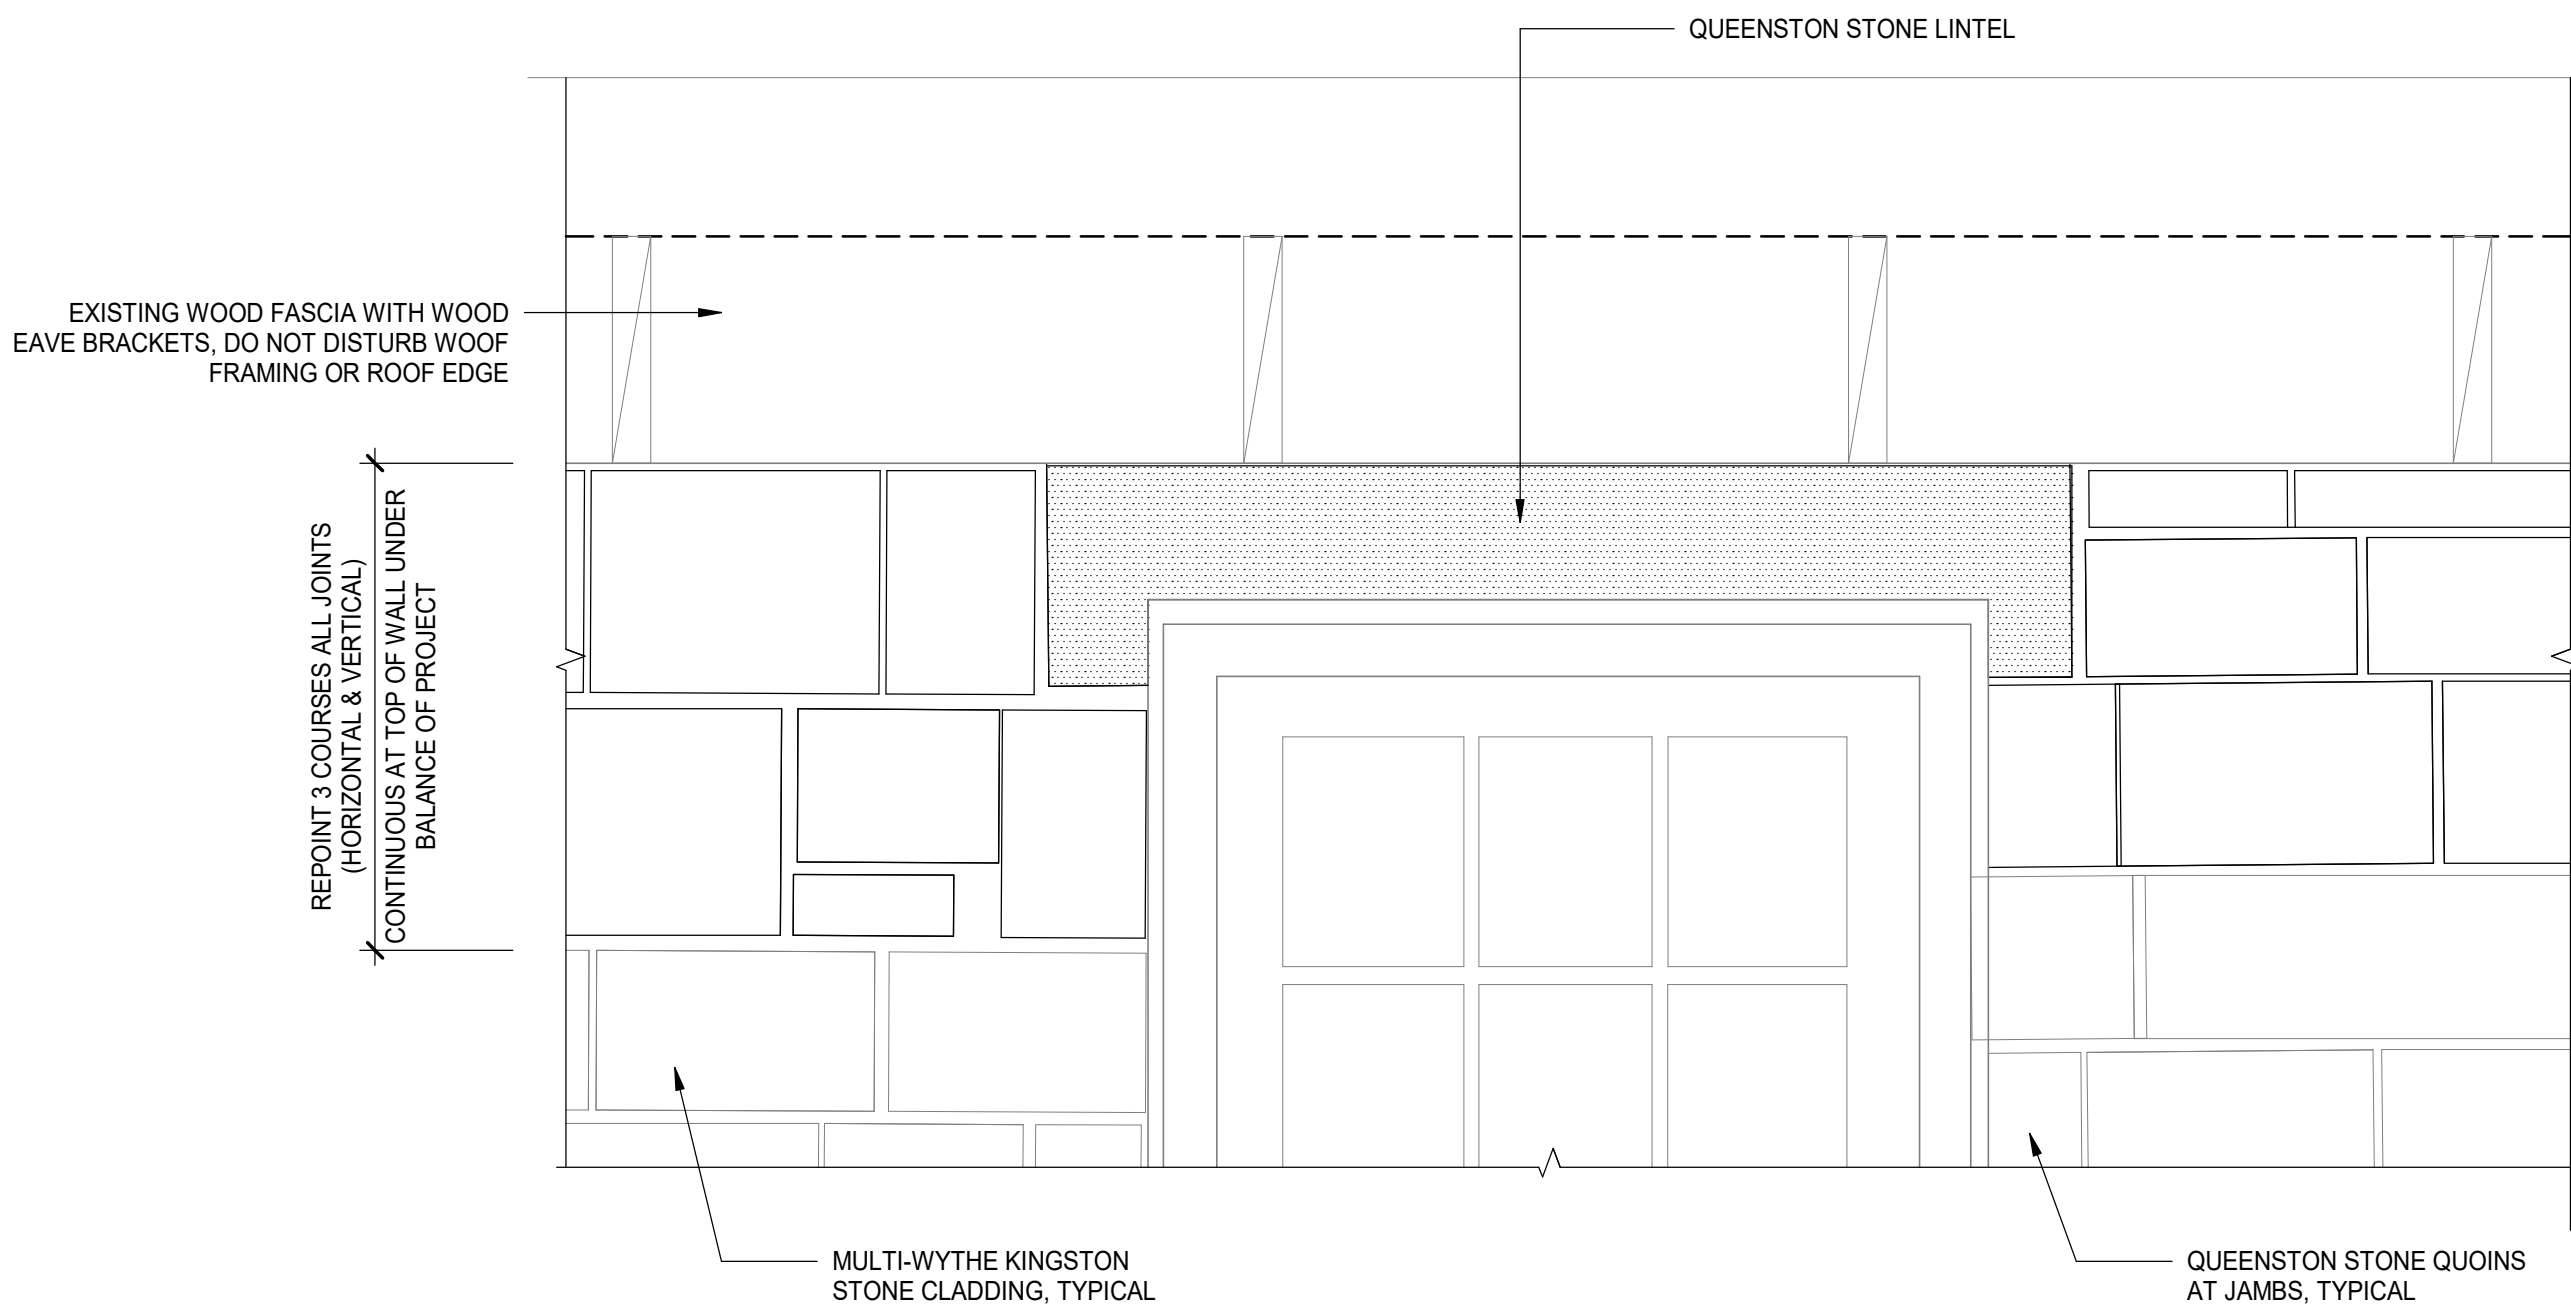 QUEENSTON STONE LINTEL
EXISTING WOOD FASCIA WITH WOOD
EAVE BRACKETS, DO NOT DISTURB WOOF
FRAMING OR ROOF EDGE
REPOINT 3 COURSES ALL JOINTS
(HORIZONTAL & VERTICAL)
CONTINUOUS AT TOP OF WALL UNDER
BALANCE OF PROJECT
MULTI-WYTHE KINGSTON
STONE CLADDING, TYPICAL
QUEENSTON STONE QUOINS
AT JAMBS, TYPICAL